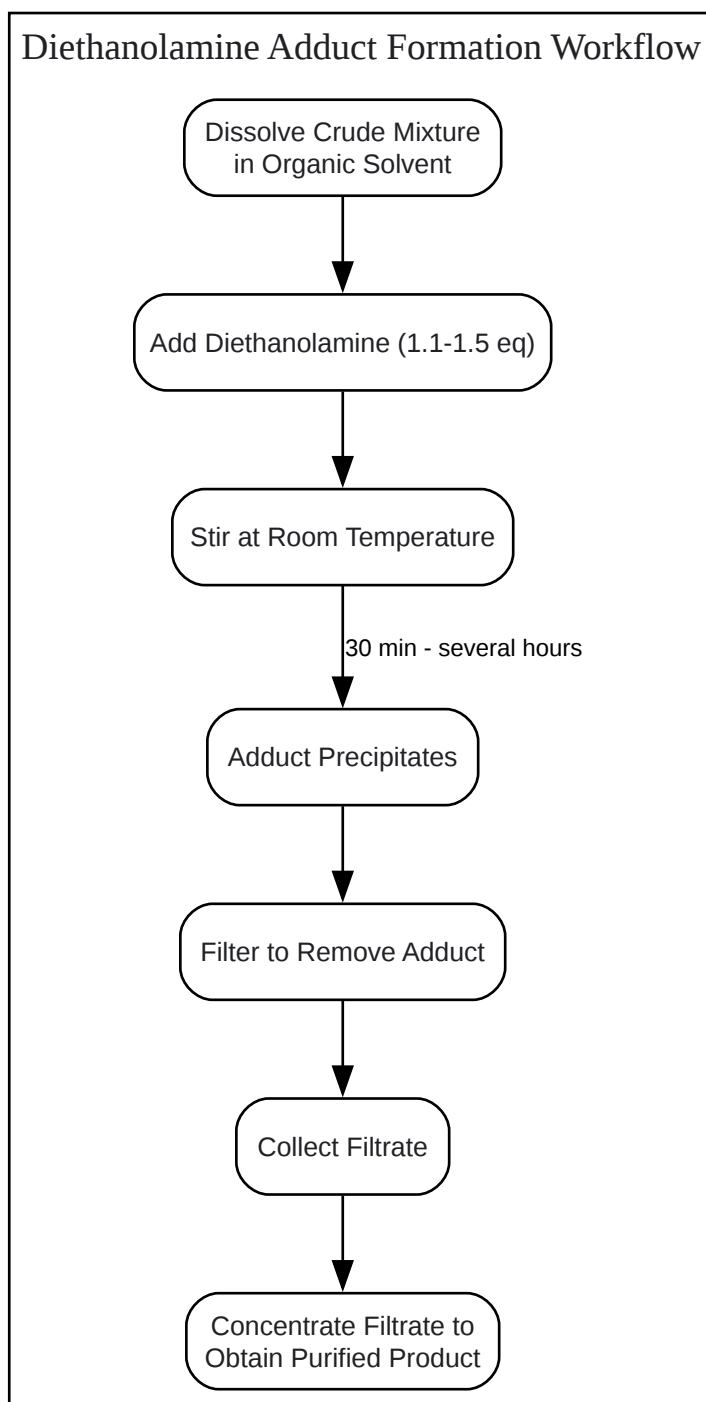 Diethanolamine Adduct Formation Workflow
Dissolve Crude Mixture
in Organic Solvent
Add Diethanolamine (1.1-1.5 eq)
Stir at Room Temperature
30 min - several hours
Adduct Precipitates
Filter to Remove Adduct
Collect Filtrate
Concentrate Filtrate to
Obtain Purified Product